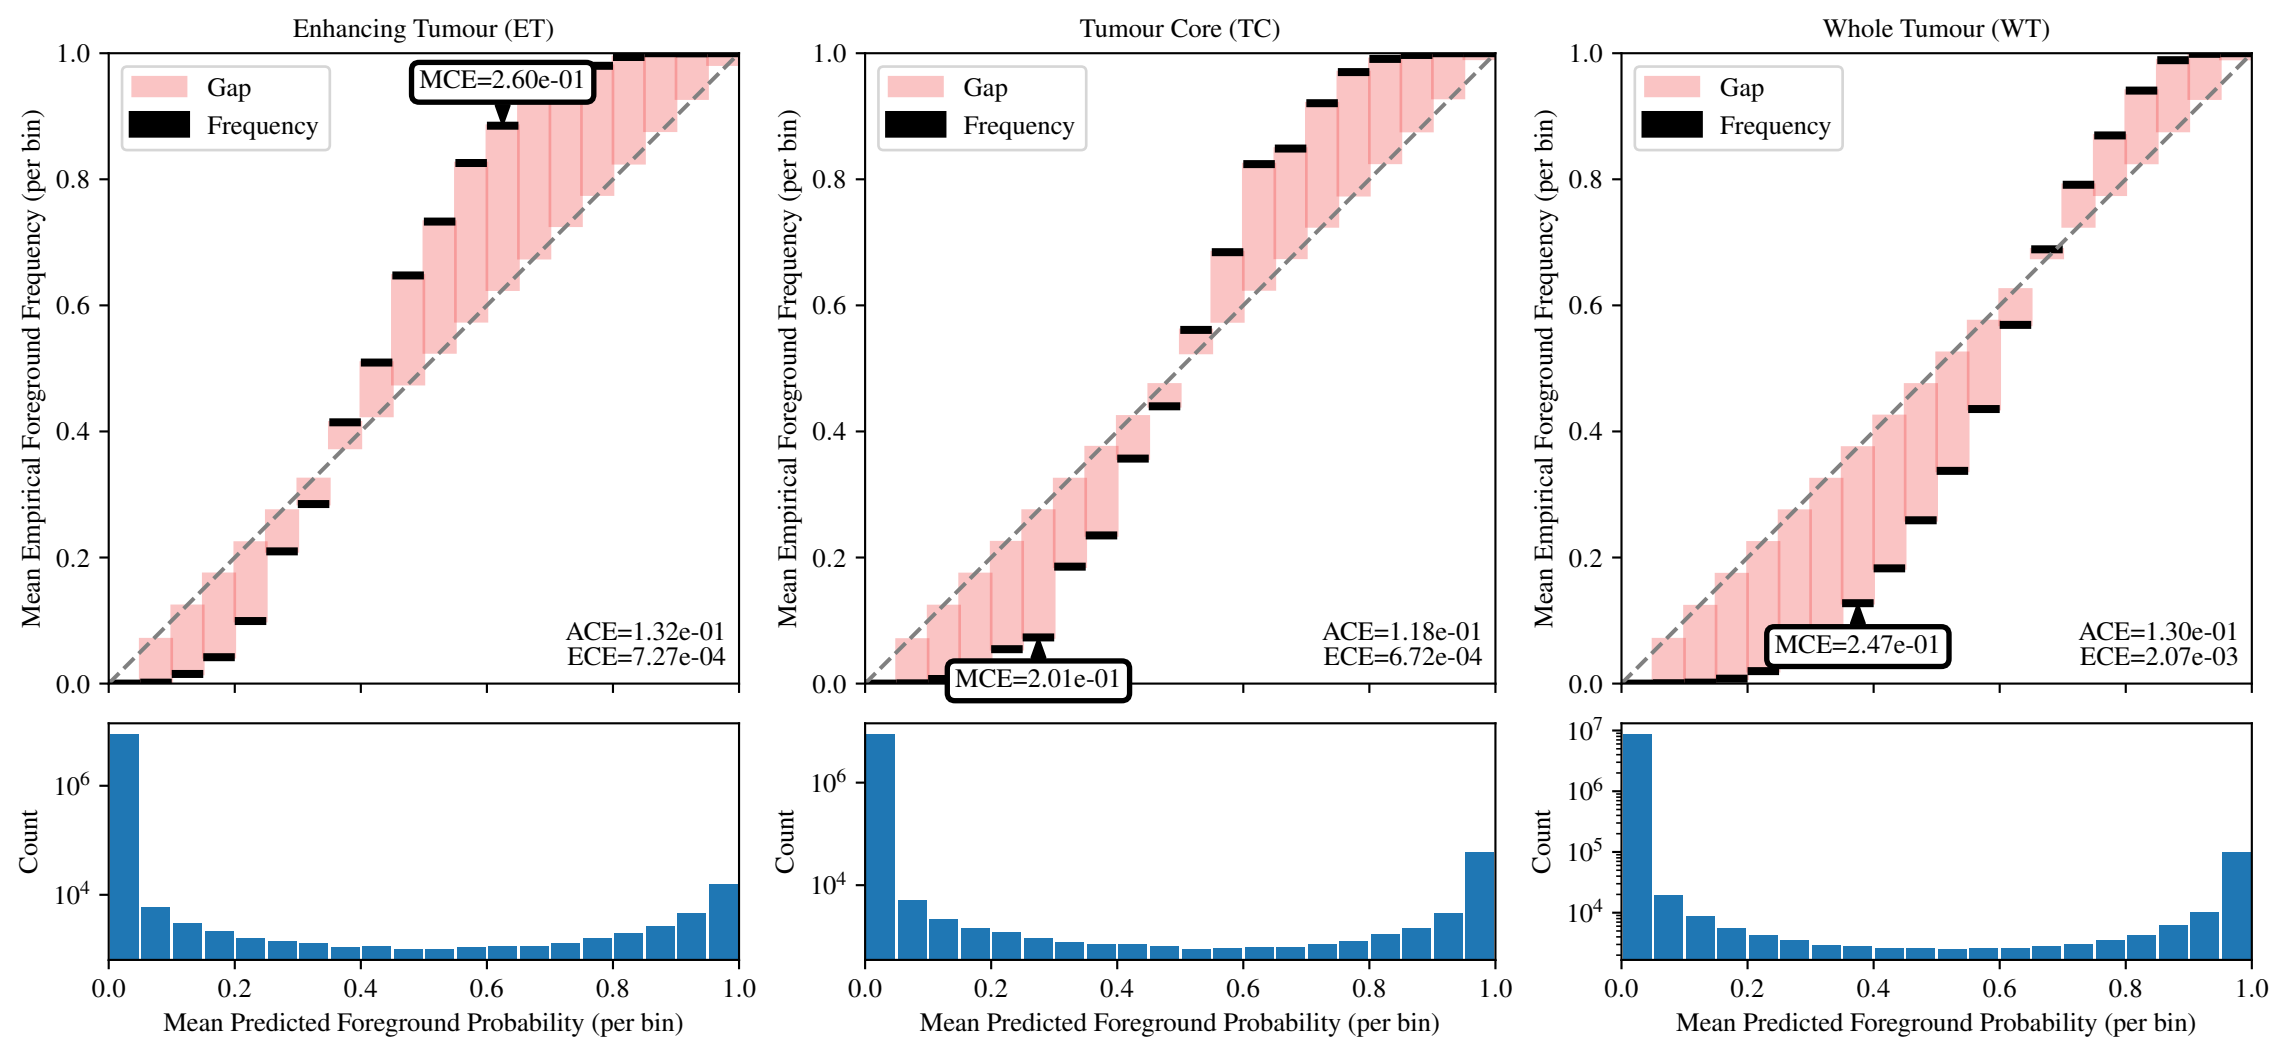 Enhancing Tumour (ET)
Mean Empirical Foreground Frequency (per bin)
1.0
0.8
0.6
0.4
0.2
0.0
Gap
Frequency
MCE=2.60e-01
ACE=1.32e-01
ECE=7.27e-04
Count
10^6
10^4
0.0 0.2 0.4 0.6 0.8 1.0
Mean Predicted Foreground Probability (per bin)
Tumour Core (TC)
Mean Empirical Foreground Frequency (per bin)
1.0
0.8
0.6
0.4
0.2
0.0
Gap
Frequency
ACE=1.18e-01
ECE=6.72e-04
MCE=2.01e-01
Count
10^6
10^4
0.0 0.2 0.4 0.6 0.8 1.0
Mean Predicted Foreground Probability (per bin)
Whole Tumour (WT)
Mean Empirical Foreground Frequency (per bin)
1.0
0.8
0.6
0.4
0.2
0.0
Gap
Frequency
MCE=2.47e-01
ACE=1.30e-01
ECE=2.07e-03
Count
10^7
10^6
10^5
10^4
0.0 0.2 0.4 0.6 0.8 1.0
Mean Predicted Foreground Probability (per bin)